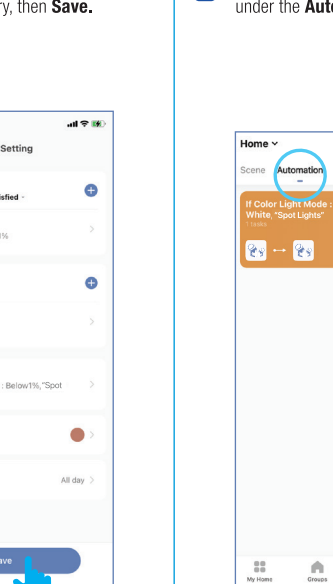 ry, then Save.
Setting
sfied
1%
: Below1%,"Spot
All day
ave
under the Auto
Home
Scene Automation
If Color Light Mode :
White, "Spot Lights"
1 tasks
My Home Groups